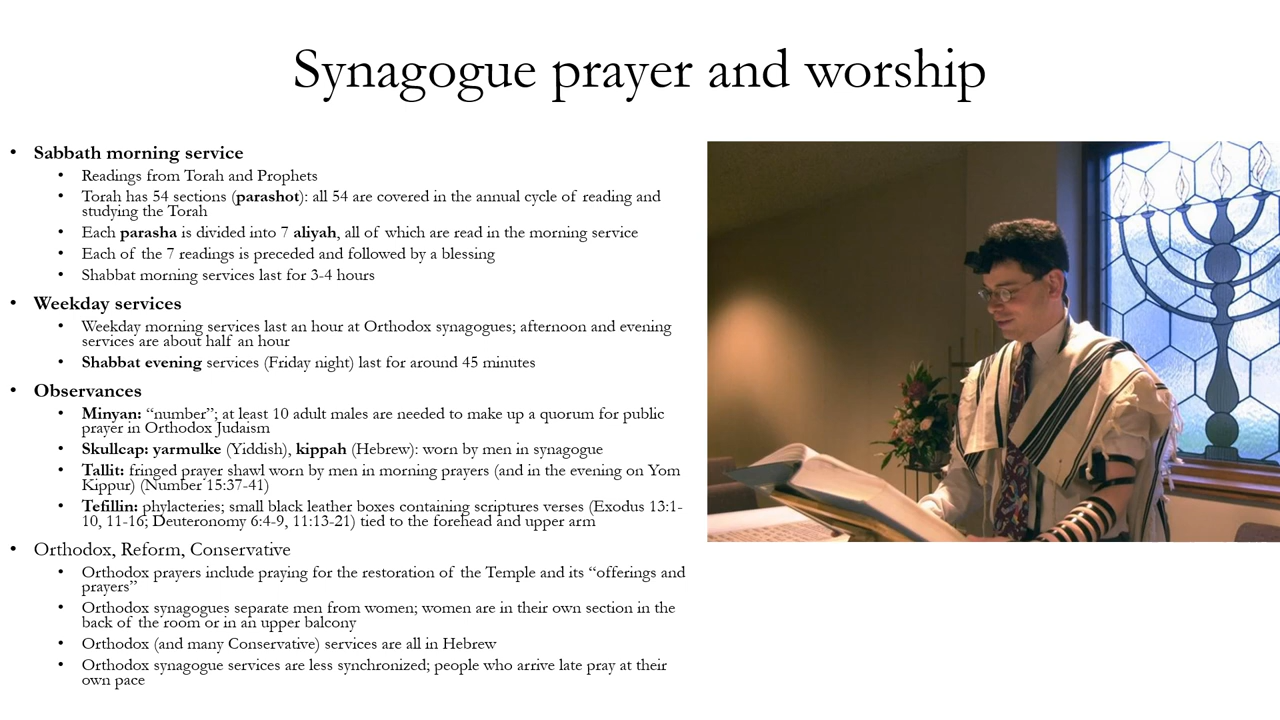 Synagogue prayer and worship
• Sabbath morning service
• Readings from Torah and Prophets
• Torah has 54 sections (parashot): all 54 are covered in the annual cycle of reading and
studying the Torah
• Each parasha is divided into 7 aliyah, all of which are read in the morning service
• Each of the 7 readings is preceded and followed by a blessing
• Shabbat morning services last for 3-4 hours
• Weekday services
• Weekday morning services last an hour at Orthodox synagogues; afternoon and evening
services are about half an hour
• Shabbat evening services (Friday night) last for around 45 minutes
• Observances
• Minyan: “number”; at least 10 adult males are needed to make up a quorum for public
prayer in Orthodox Judaism
• Skullcap: yarmulke (Yiddish), kippah (Hebrew): worn by men in synagogue
• Tallit: fringed prayer shawl worn by men in morning prayers (and in the evening on Yom
Kippur) (Number 15:37-41)
• Tefillin: phylacteries; small black leather boxes containing scriptures verses (Exodus 13:1-
10, 11-16; Deuteronomy 6:4-9, 11:13-21) tied to the forehead and upper arm
• Orthodox, Reform, Conservative
• Orthodox prayers include praying for the restoration of the Temple and its “offerings and
prayers”
• Orthodox synagogues separate men from women; women are in their own section in the
back of the room or in an upper balcony
• Orthodox (and many Conservative) services are all in Hebrew
• Orthodox synagogue services are less synchronized; people who arrive late pray at their
own pace